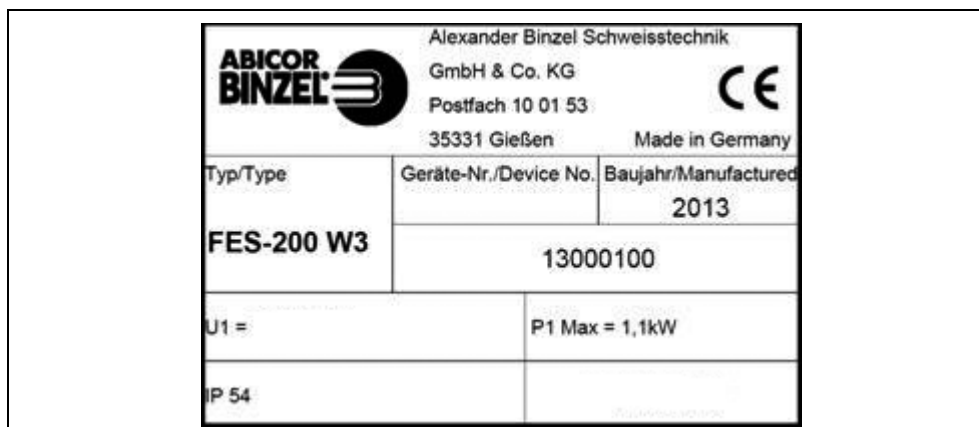 ABICOR
BINZEL
Alexander Binzel Schweisstechnik
GmbH & Co. KG
Postfach 10 01 53
35331 Gießen
CE
Made in Germany
Typ/Type
FES-200 W3
Geräte-Nr./Device No.
Baujahr/Manufactured
2013
13000100
U1 =
P1 Max = 1,1kW
IP 54